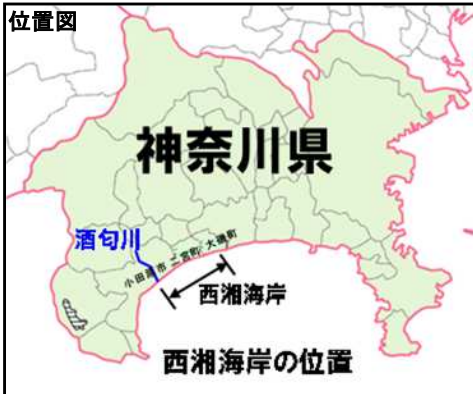 位置図
神奈川県
酒匂川
小田原市 二宮町 大磯町
西湘海岸
西湘海岸の位置